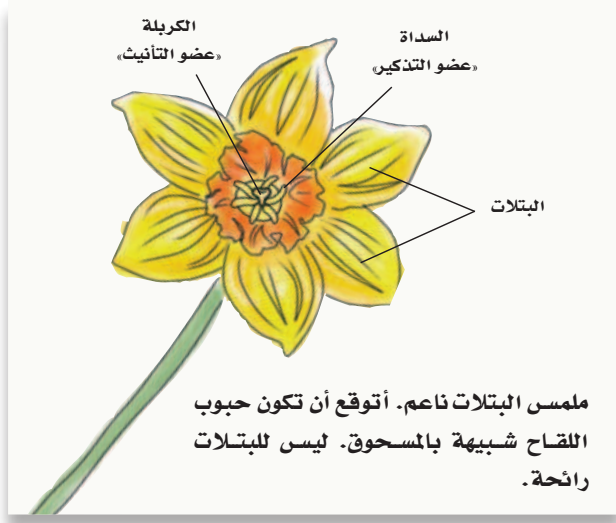 الكربلة
«عضو التأنيث»
السداة
«عضو التذكير»
البتلات
ملمس البتلات ناعم. أتوقع أن تكون حبوب
اللقاح شبيهة بالمسحوق. ليس للبتلات
رائحة.